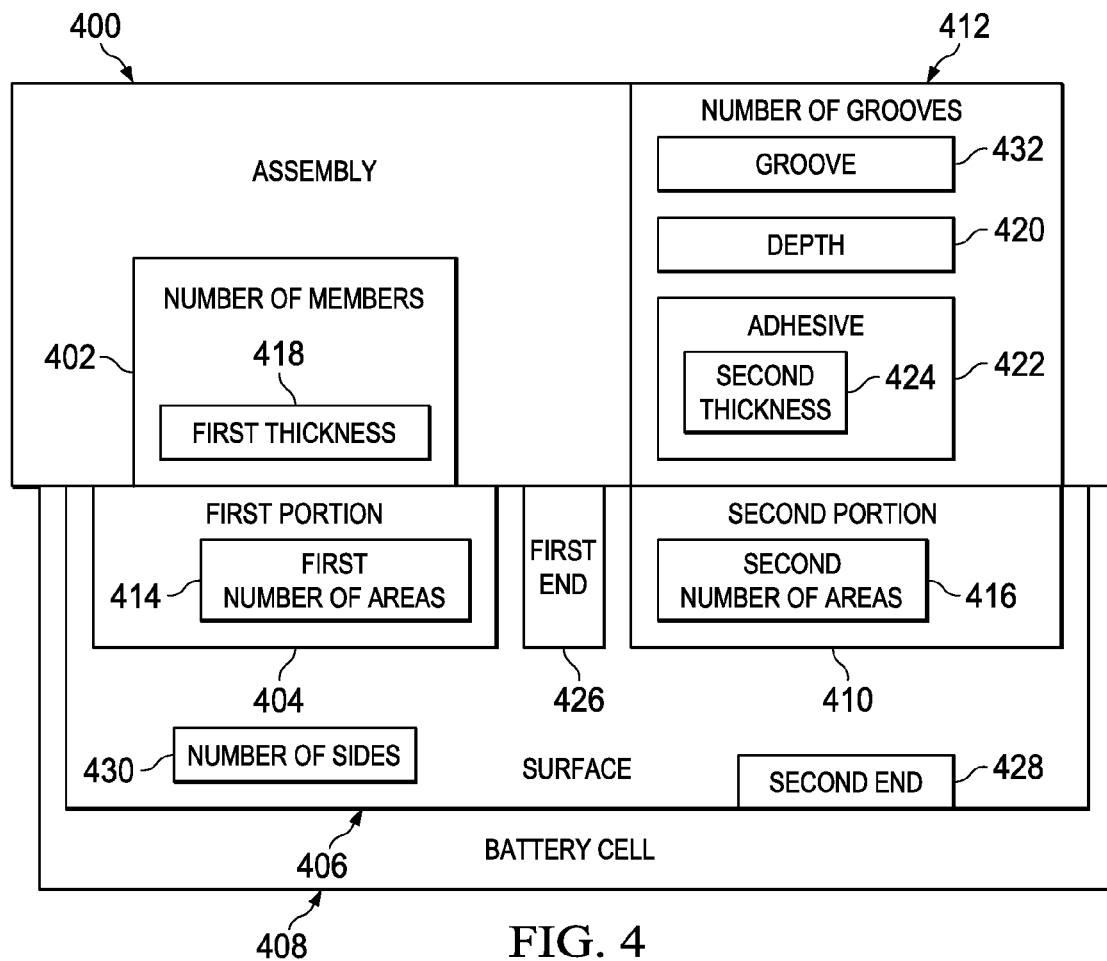 400
412
NUMBER OF GROOVES
GROOVE
432
ASSEMBLY
DEPTH
420
NUMBER OF MEMBERS
402
418
FIRST THICKNESS
ADHESIVE
SECOND
THICKNESS
424
422
FIRST PORTION
414
FIRST
NUMBER OF AREAS
404
FIRST
END
426
SECOND PORTION
SECOND
NUMBER OF AREAS
416
410
430
NUMBER OF SIDES
SURFACE
SECOND END
428
406
BATTERY CELL
408
FIG. 4